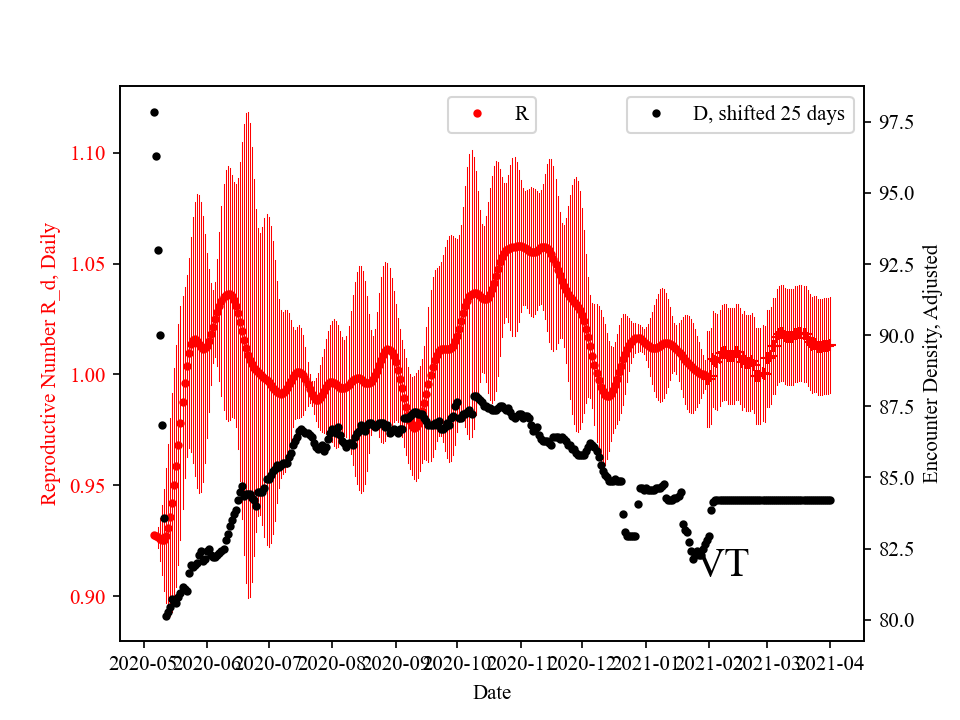 R
D, shifted 25 days
Reproductive Number R_d, Daily
1.10
1.05
1.00
0.95
0.90
97.5
95.0
92.5
90.0
87.5
85.0
82.5
80.0
Encounter Density, Adjusted
VT
2020-05 2020-06 2020-07 2020-08 2020-09 2020-10 2020-11 2020-12 2021-01 2021-02 2021-03 2021-04
Date